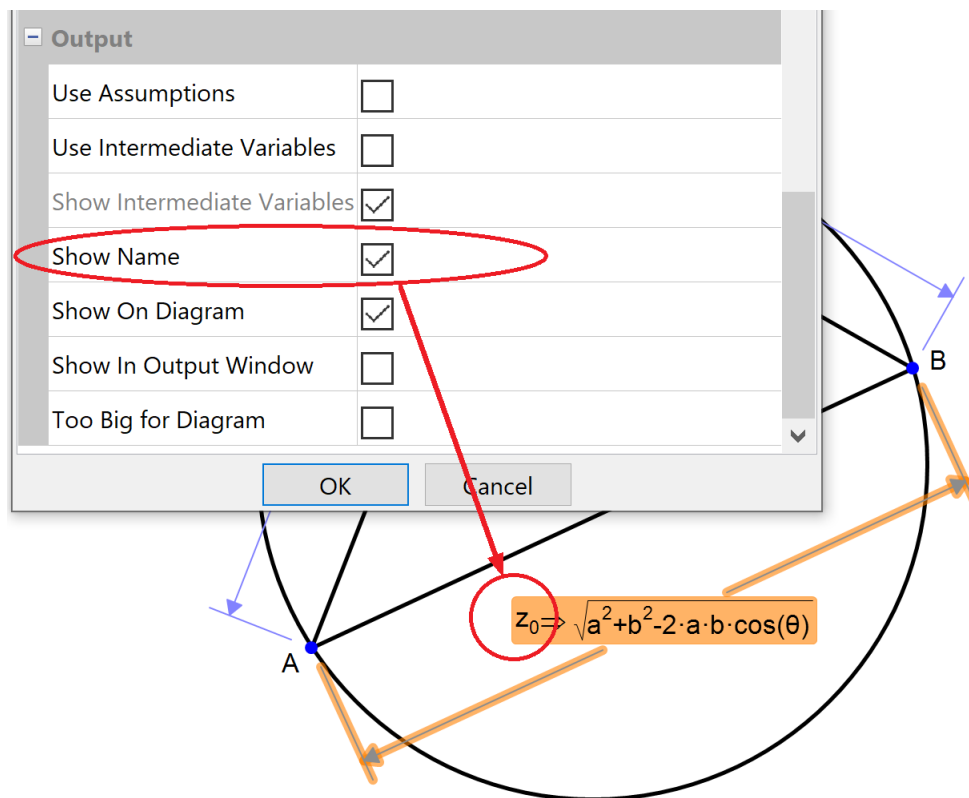 Output
Use Assumptions
Use Intermediate Variables
Show Intermediate Variables
Show Name
Show On Diagram
Show In Output Window
Too Big for Diagram
OK Cancel
B
z₀⇒ √a²+b²-2·a·b·cos(θ)
A